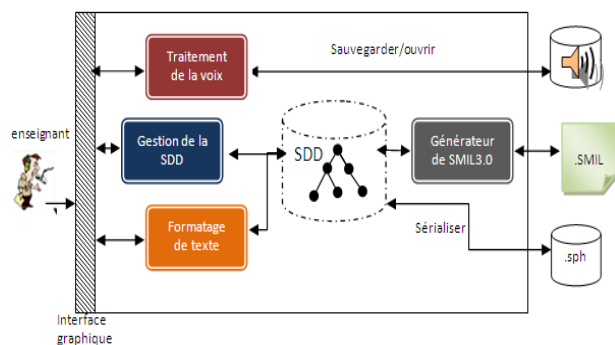 Traitement
de la voix
Sauvegarder/ouvrir
enseignant
Gestion de la
SDD
SDD
Générateur
de SMIL3.0
.SMIL
Formatage
de texte
Sérialiser
.sph
Interface
graphique